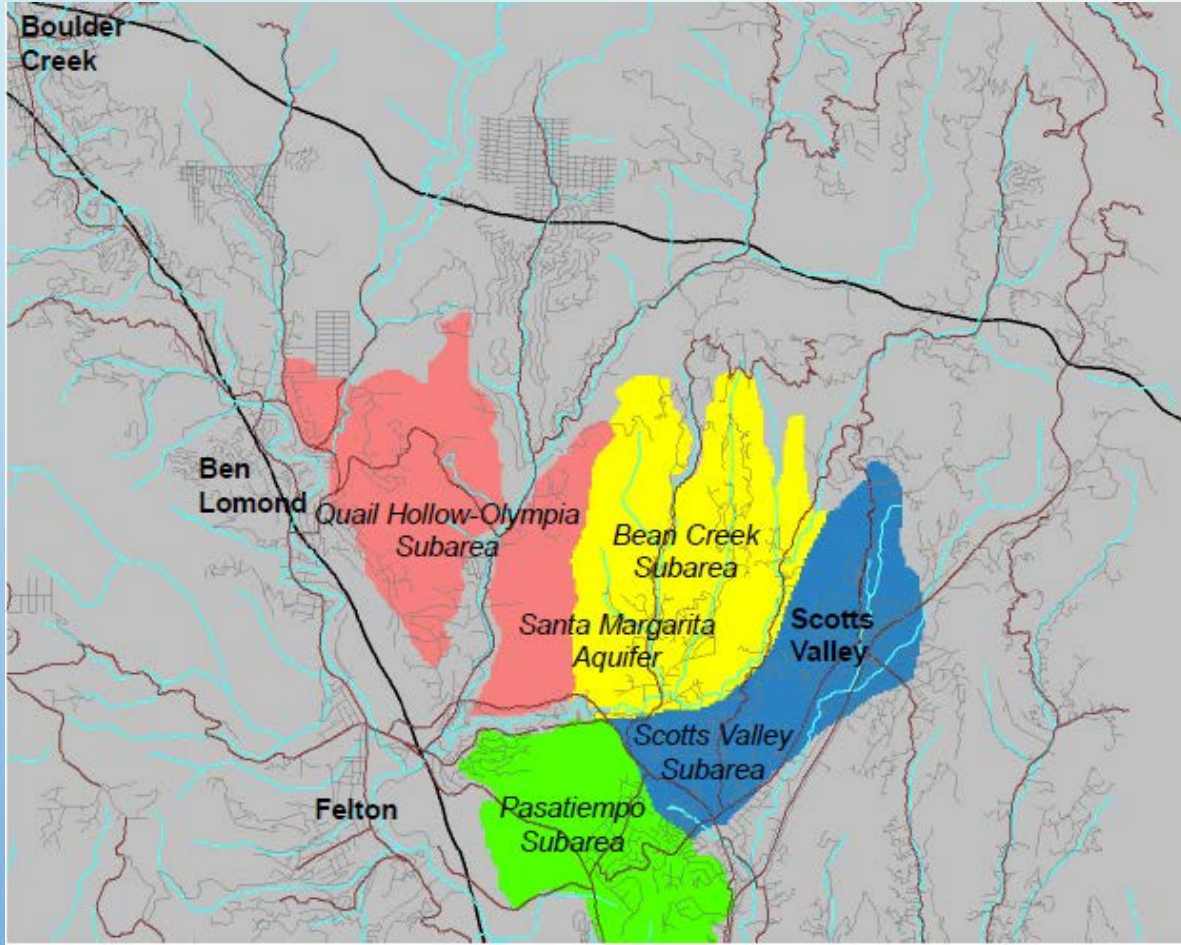 Boulder
Creek
Ben
Lomond
Quail Hollow-Olympia
Subarea
Bean Creek
Subarea
Santa Margarita
Aquifer
Scotts
Valley
Scotts Valley
Subarea
Felton
Pasatiempo
Subarea